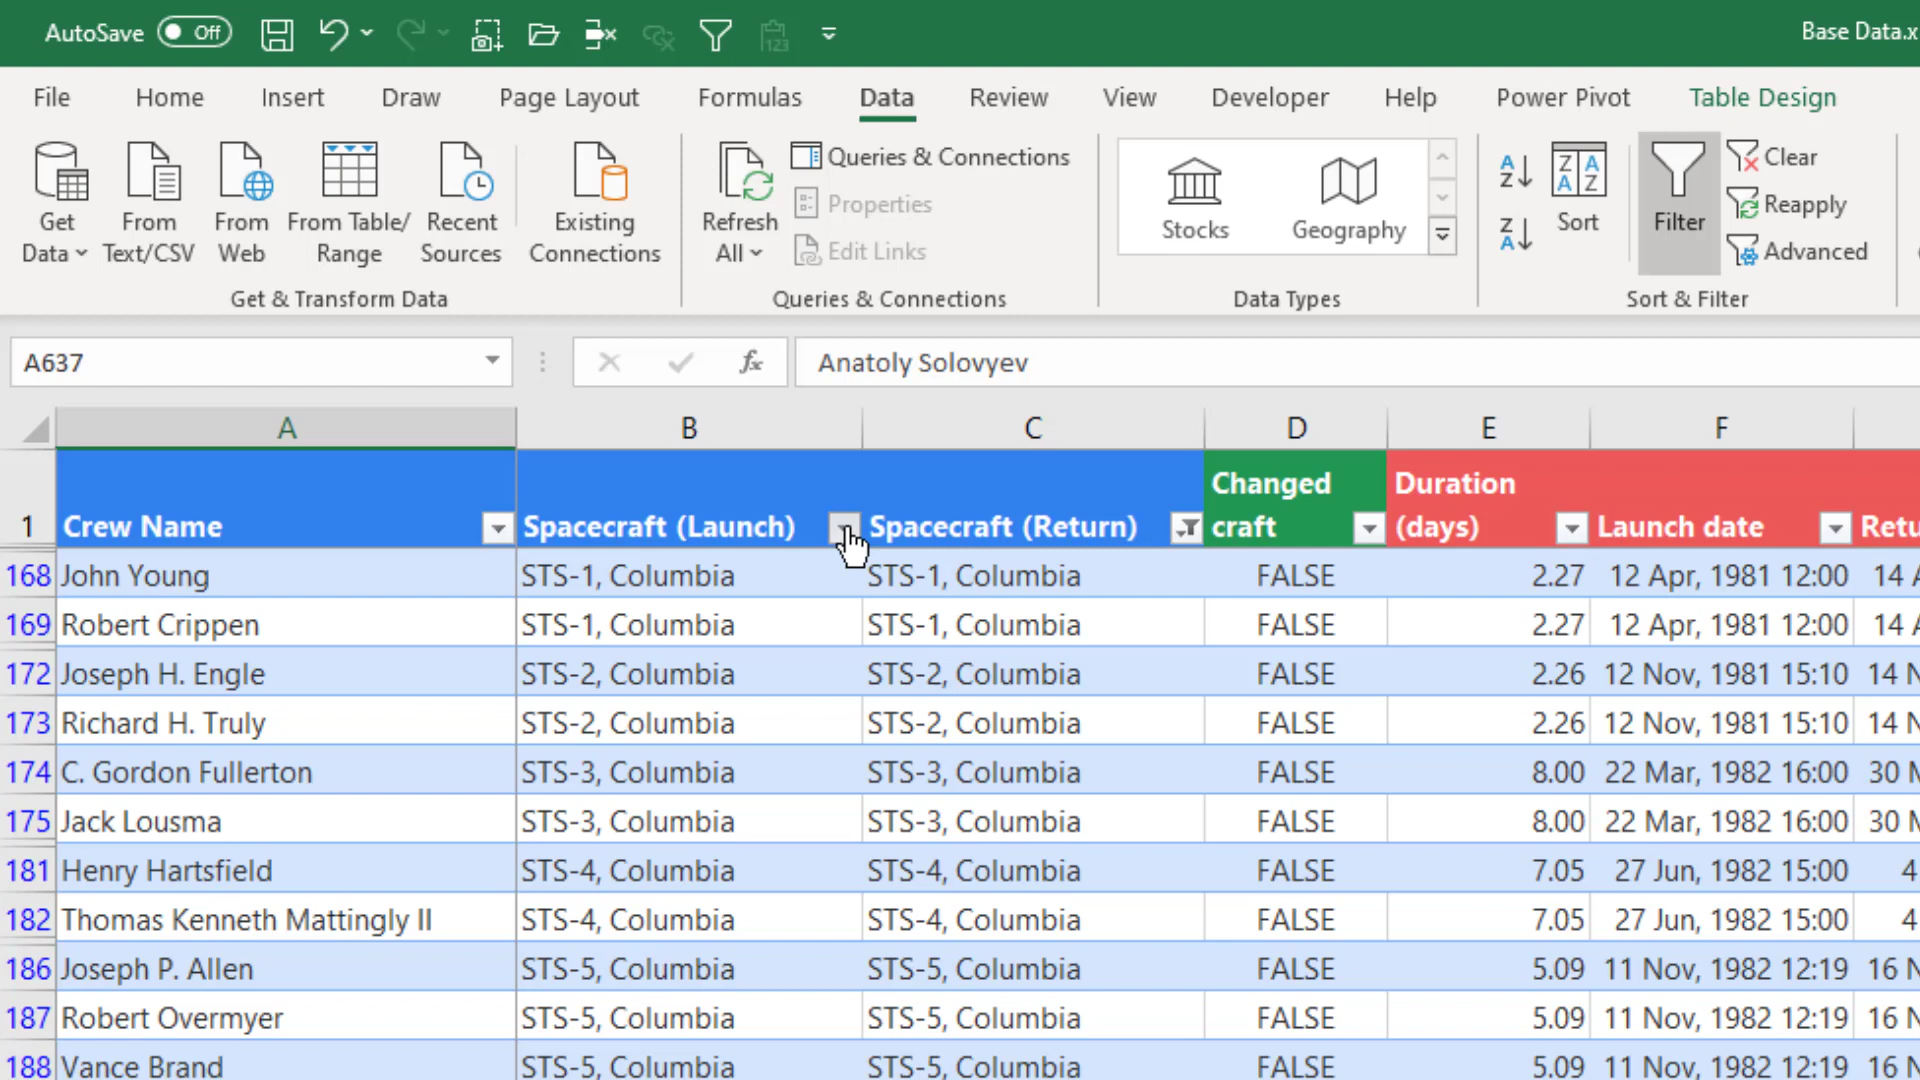 AutoSave Off Base Data.x
File Home Insert Draw Page Layout Formulas Data Review View Developer Help Power Pivot Table Design
Get Data
From Text/CSV
From Web
From Table/ Range
Recent Sources
Existing Connections
Get & Transform Data
Refresh All
Queries & Connections
Properties
Edit Links
Queries & Connections
Stocks
Geography
Data Types
Sort
Filter
Clear
Reapply
Advanced
Sort & Filter
A637 fx Anatoly Solovyev
A B C D E F
1 Crew Name Spacecraft (Launch) Spacecraft (Return) Changed craft Duration (days) Launch date Retu
168 John Young STS-1, Columbia STS-1, Columbia FALSE 2.27 12 Apr, 1981 12:00 14 A
169 Robert Crippen STS-1, Columbia STS-1, Columbia FALSE 2.27 12 Apr, 1981 12:00 14 A
172 Joseph H. Engle STS-2, Columbia STS-2, Columbia FALSE 2.26 12 Nov, 1981 15:10 14 N
173 Richard H. Truly STS-2, Columbia STS-2, Columbia FALSE 2.26 12 Nov, 1981 15:10 14 N
174 C. Gordon Fullerton STS-3, Columbia STS-3, Columbia FALSE 8.00 22 Mar, 1982 16:00 30 M
175 Jack Lousma STS-3, Columbia STS-3, Columbia FALSE 8.00 22 Mar, 1982 16:00 30 M
181 Henry Hartsfield STS-4, Columbia STS-4, Columbia FALSE 7.05 27 Jun, 1982 15:00 4
182 Thomas Kenneth Mattingly II STS-4, Columbia STS-4, Columbia FALSE 7.05 27 Jun, 1982 15:00 4
186 Joseph P. Allen STS-5, Columbia STS-5, Columbia FALSE 5.09 11 Nov, 1982 12:19 16 N
187 Robert Overmyer STS-5, Columbia STS-5, Columbia FALSE 5.09 11 Nov, 1982 12:19 16 N
188 Vance Brand STS-5, Columbia STS-5, Columbia FALSE 5.09 11 Nov, 1982 12:19 16 N